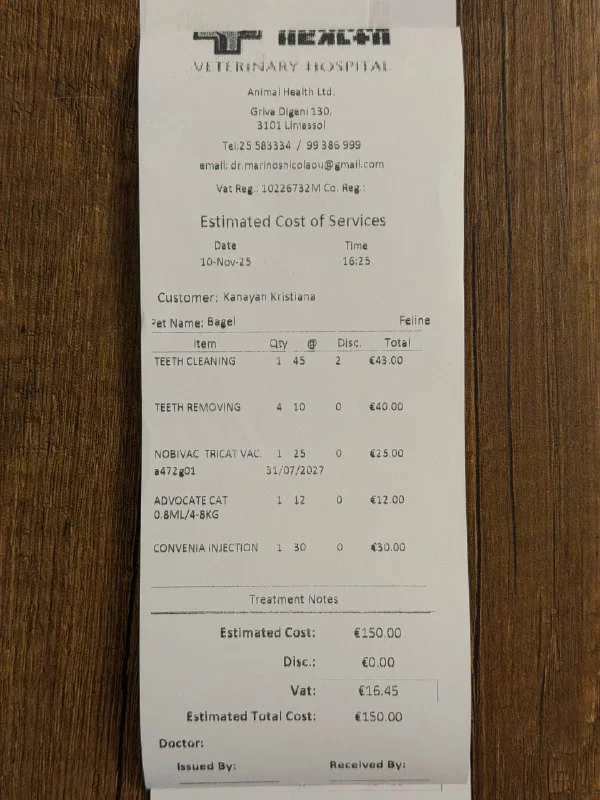 HEALTH
VETERINARY HOSPITAL
Animal Health Ltd.
Griva Digeni 130,
3101 Limassol
Tel:25 583334 / 99 386 999
email: dr.marinosnicolaou@gmail.com
Vat Reg.: 10226732M Co. Reg.:
Estimated Cost of Services
Date Time
10-Nov-25 16:25
Customer: Kanayan Kristiana
Pet Name: Bagel Feline
Item Qty @ Disc. Total
TEETH CLEANING 1 45 2 €43.00
TEETH REMOVING 4 10 0 €40.00
NOBIVAC TRICAT VAC. 1 25 0 €25.00
a472g01 31/07/2027
ADVOCATE CAT 1 12 0 €12.00
0.8ML/4-8KG
CONVENIA INJECTION 1 30 0 €30.00
Treatment Notes
Estimated Cost: €150.00
Disc.: €0.00
Vat: €16.45
Estimated Total Cost: €150.00
Doctor:
Issued By: Received By: